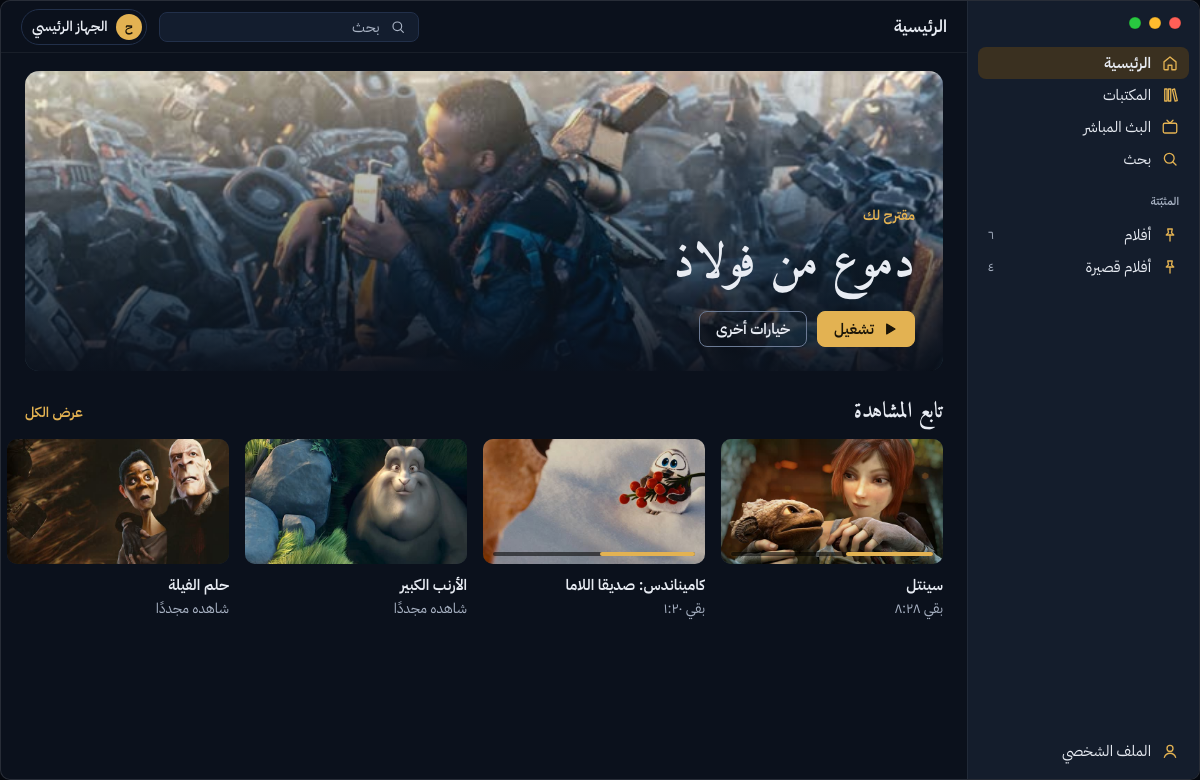 الرئيسية
المكتبات
البث المباشر
بحث
المثبّتة
أفلام ٦
أفلام قصيرة ٤
الملف الشخصي
الرئيسية
بحث
ح الجهاز الرئيسي
مقترح لك
دموع من فولاذ
تشغيل
خيارات أخرى
تابع المشاهدة
عرض الكل
سينتل
بقي ٨:٢٨
كاميناندس: صديقا اللاما
بقي ١:٢٠
الأرنب الكبير
شاهده مجددًا
حلم الفيلة
شاهده مجددًا